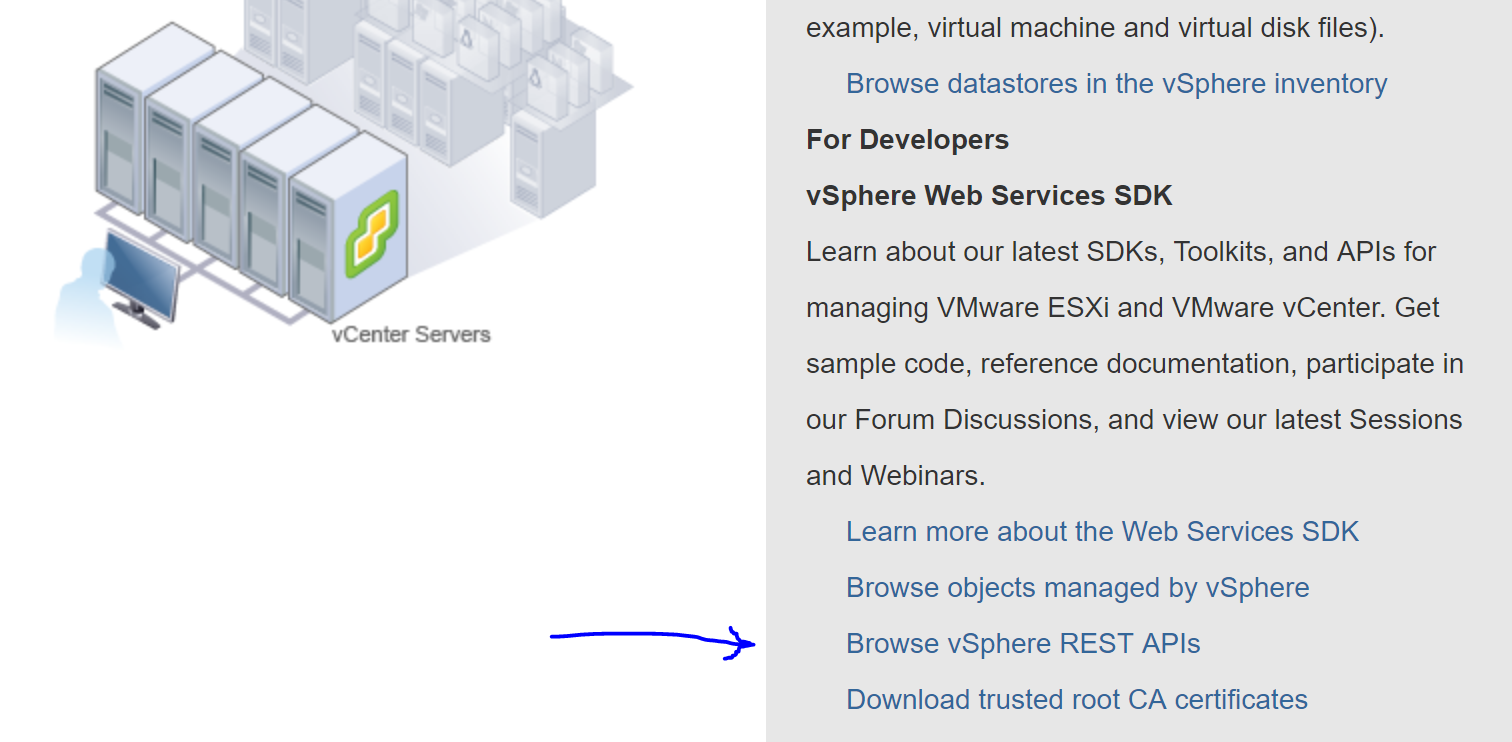 vCenter Servers
example, virtual machine and virtual disk files).
Browse datastores in the vSphere inventory
For Developers
vSphere Web Services SDK
Learn about our latest SDKs, Toolkits, and APIs for
managing VMware ESXi and VMware vCenter. Get
sample code, reference documentation, participate in
our Forum Discussions, and view our latest Sessions
and Webinars.
Learn more about the Web Services SDK
Browse objects managed by vSphere
Browse vSphere REST APIs
Download trusted root CA certificates